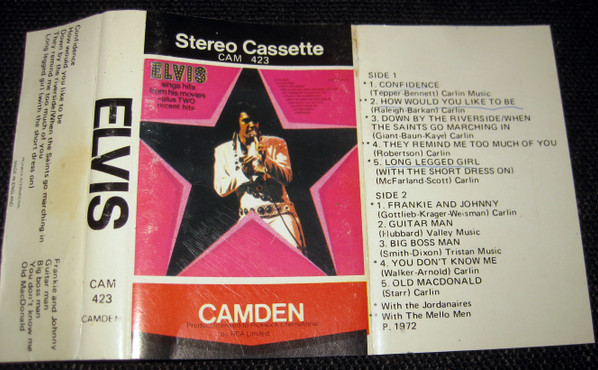 Confidence
How would you like to be
Down by the riverside/When the Saints go marching in
They remind me too much of you
Long legged girl (with the short dress on)
Frankie and Johnny
Guitar man
Big boss man
You don't know me
Old MacDonald
ELVIS
CAM
423
CAMDEN
Stereo Cassette
CAM 423
ELVIS
sings hits
from his movies
plus TWO
recent hits
CAMDEN
International
RCA Limited.
SIDE 1
* 1. CONFIDENCE
(Tepper-Bennett) Carlin Music
** 2. HOW WOULD YOU LIKE TO BE
(Raleigh-Barkan) Carlin
* 3. DOWN BY THE RIVERSIDE/WHEN
THE SAINTS GO MARCHING IN
(Giant-Baun-Kayel) Carlin
** 4. THEY REMIND ME TOO MUCH OF YOU
(Robertson) Carlin
* 5. LONG LEGGED GIRL
(WITH THE SHORT DRESS ON)
(McFarland-Scott) Carlin
SIDE 2
* 1. FRANKIE AND JOHNNY
(Gottlieb-Krager-Weisman) Carlin
2. GUITAR MAN
(Hubbard) Valley Music
3. BIG BOSS MAN
(Smith-Dixon) Tristan Music
* 4. YOU DON'T KNOW ME
(Walker-Arnold) Carlin
5. OLD MACDONALD
(Starr) Carlin
* With the Jordanaires
** With The Mello Men
P. 1972